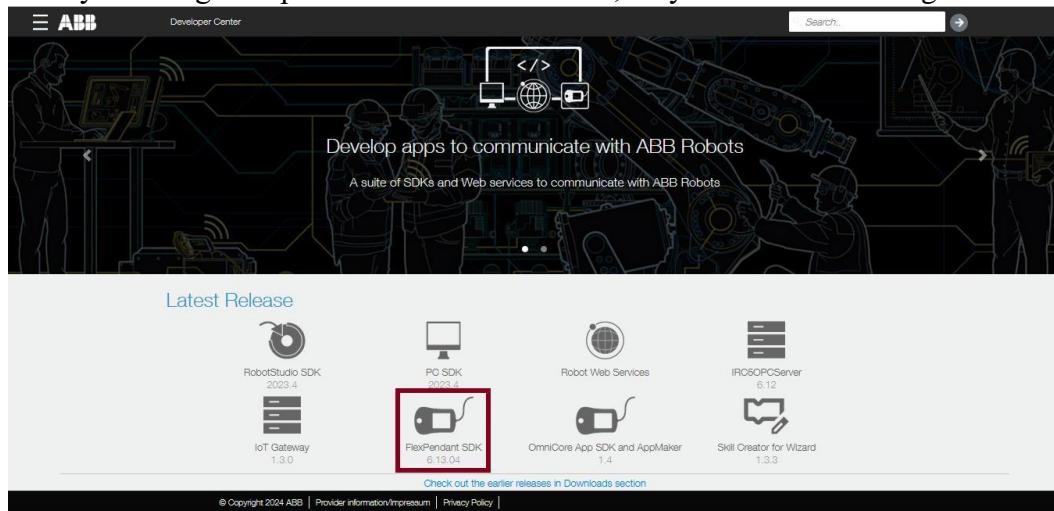 ABB
Developer Center
Search..
</>
Develop apps to communicate with ABB Robots
A suite of SDKs and Web services to communicate with ABB Robots
Latest Release
RobotStudio SDK
2023.4
PC SDK
2023.4
Robot Web Services
IRC5OPCServer
6.12
IoT Gateway
1.3.0
FlexPendant SDK
6.13.04
OmniCore App SDK and AppMaker
1.4
Skill Creator for Wizard
1.3.3
Check out the earlier releases in Downloads section
© Copyright 2024 ABB | Provider information/Impressum | Privacy Policy |